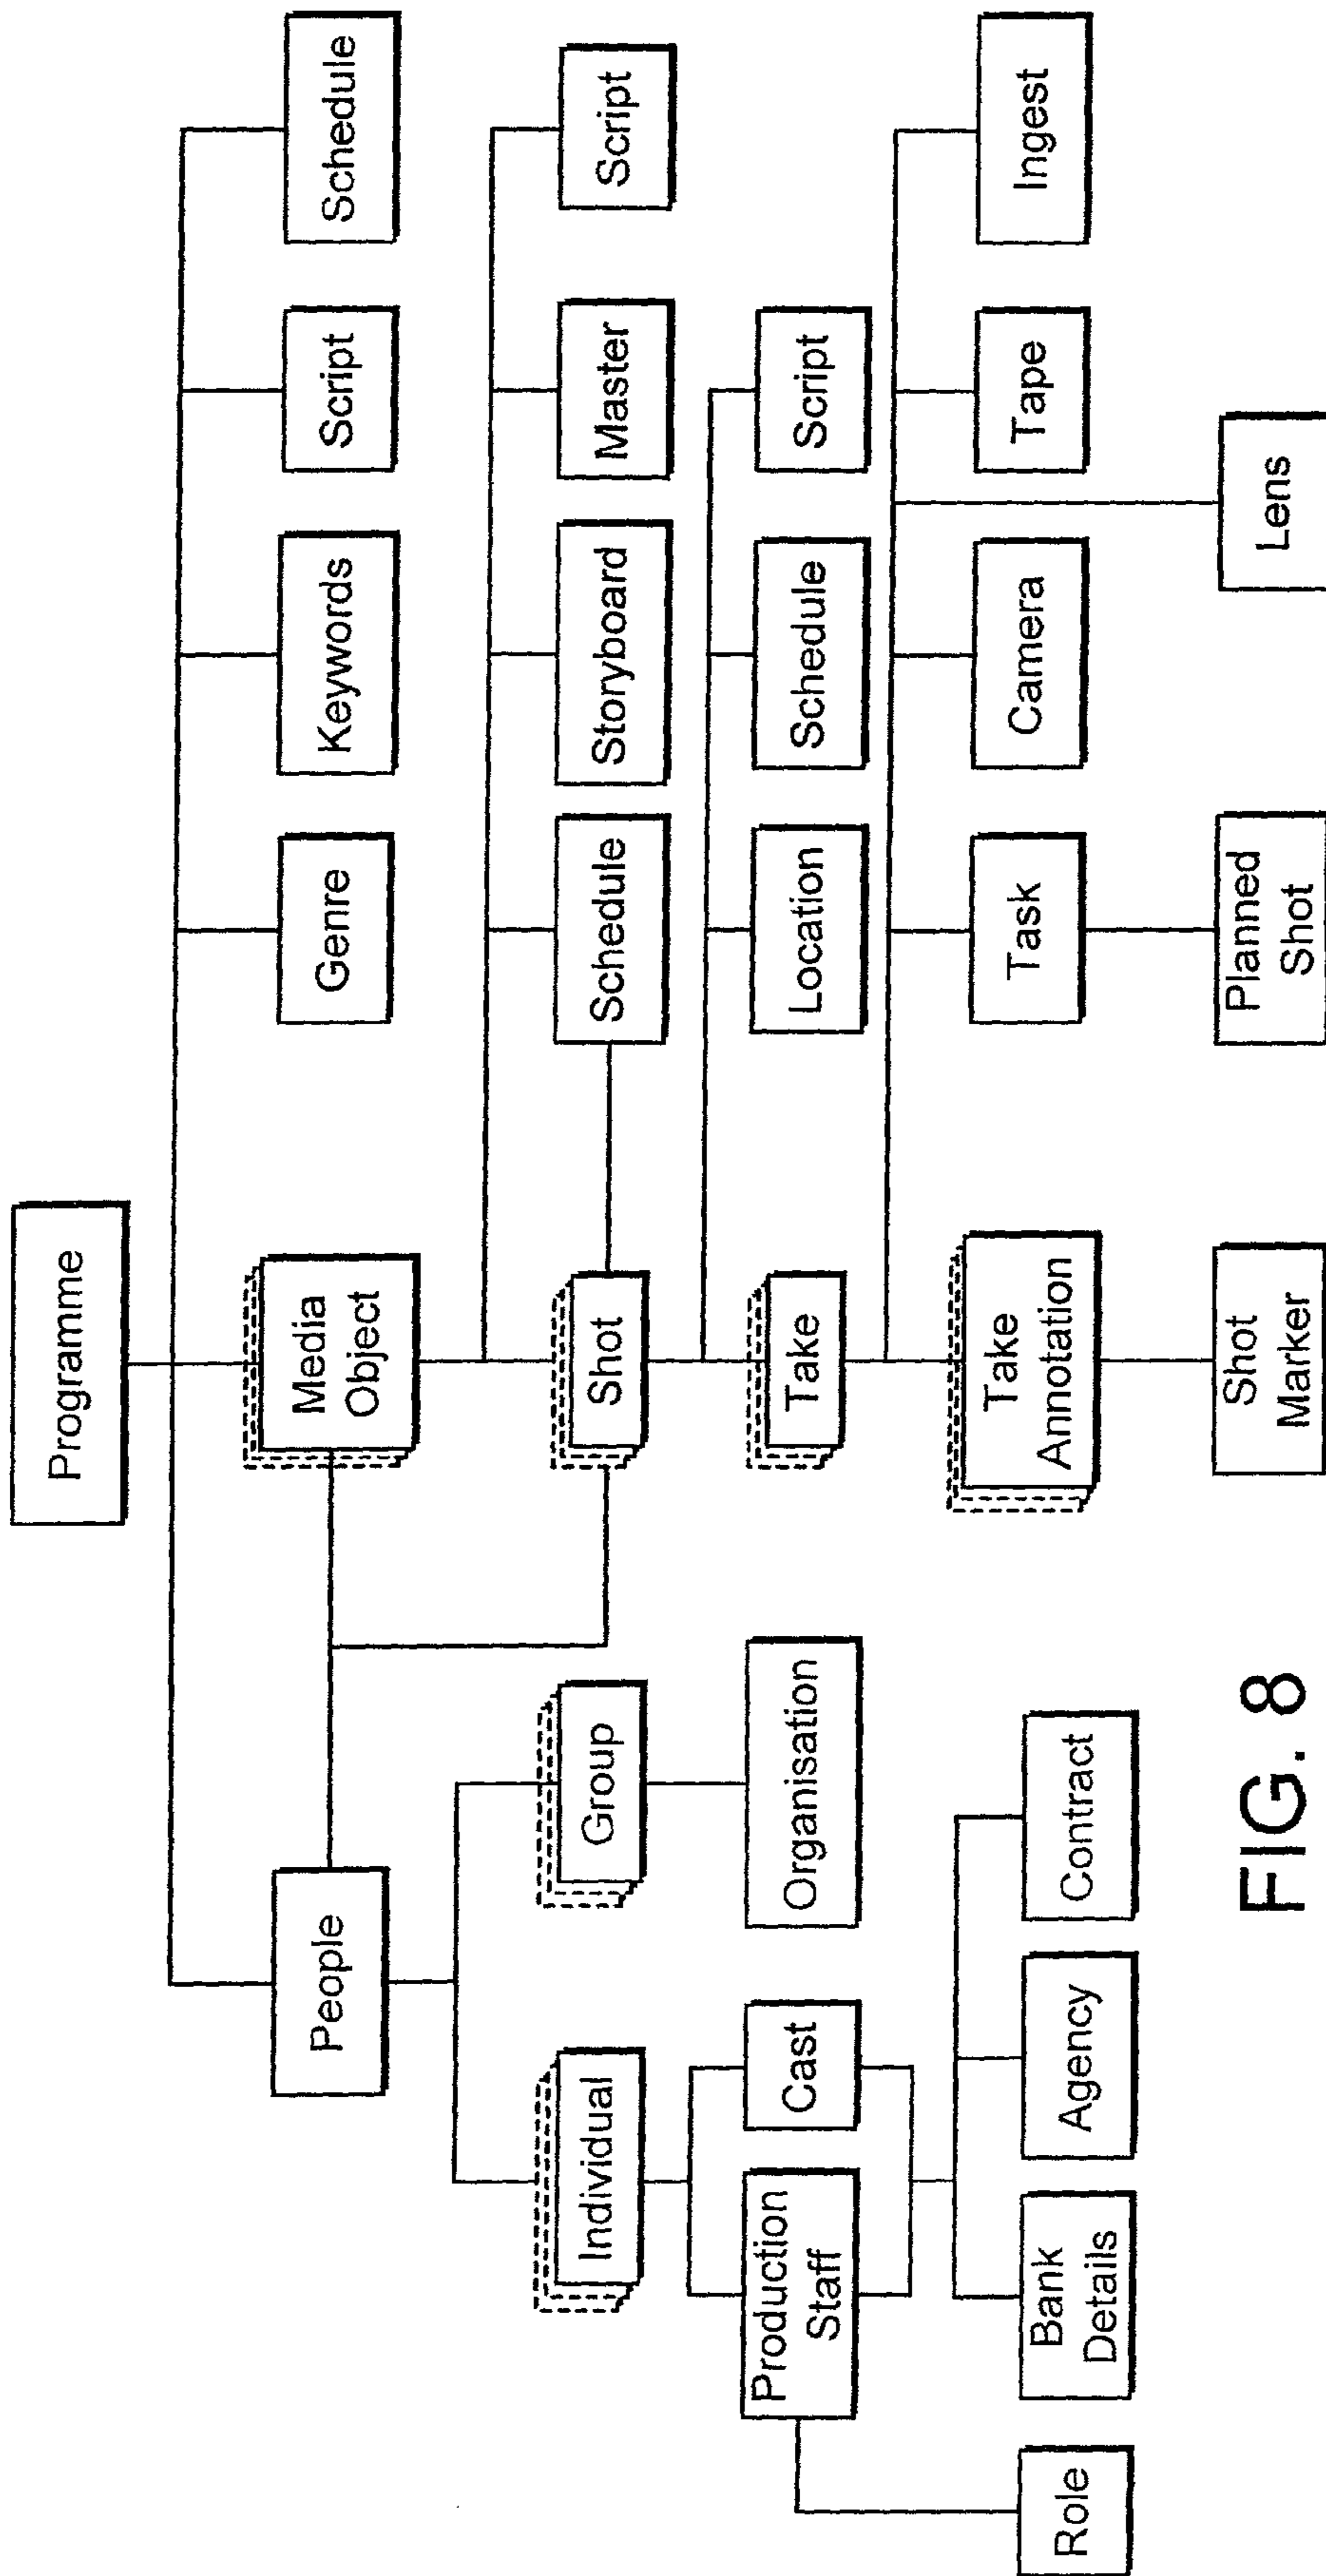 Programme
People
Media
Object
Genre
Keywords
Script
Schedule
Individual
Group
Shot
Schedule
Storyboard
Master
Script
Production
Staff
Cast
Organisation
Take
Location
Schedule
Script
Role
Bank
Details
Agency
Contract
Take
Annotation
Task
Camera
Tape
Ingest
Shot
Marker
Planned
Shot
Lens
FIG. 8